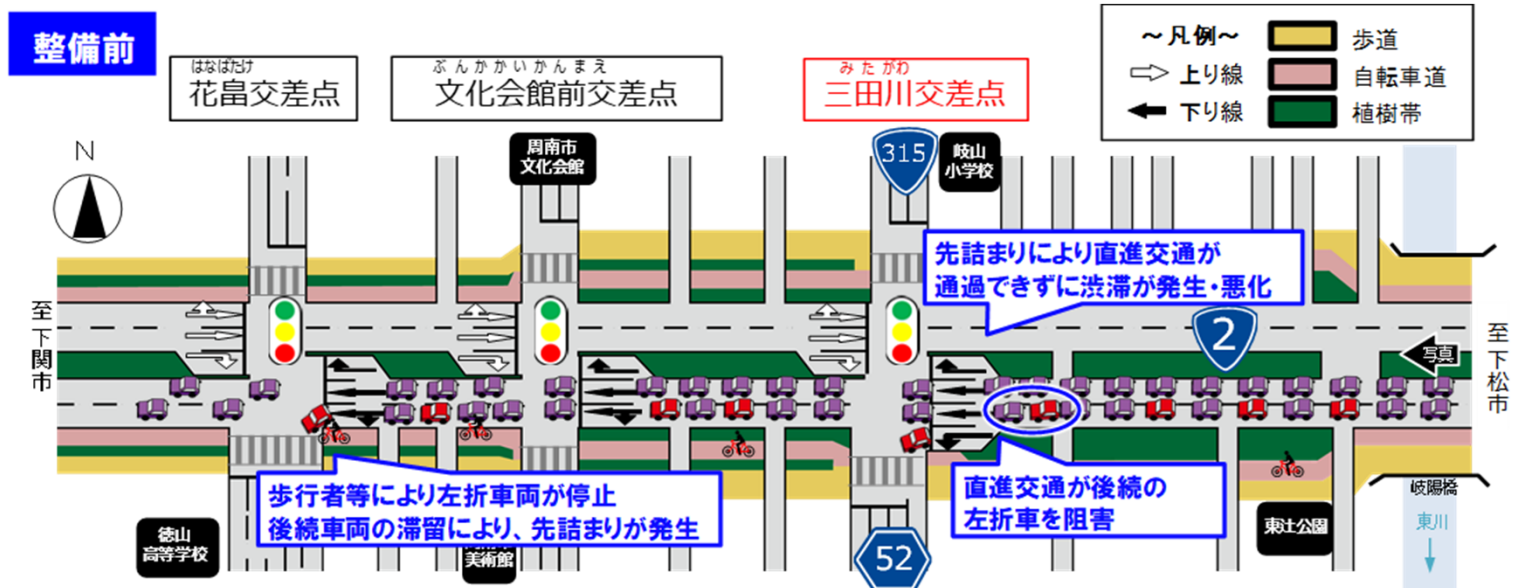 整備前
はなばたけ
花畠交差点
ぶんかかいかんまえ
文化会館前交差点
みたがわ
三田川交差点
～凡例～
歩道
上り線
自転車道
下り線
植樹帯
N
周南市
文化会館
315
岐山
小学校
先詰まりにより直進交通が
通過できずに渋滞が発生・悪化
至下関市
2
写真
至下松市
歩行者等により左折車両が停止
後続車両の滞留により、先詰まりが発生
直進交通が後続の
左折車を阻害
岐陽橋
東川
徳山
高等学校
美術館
52
東辻公園